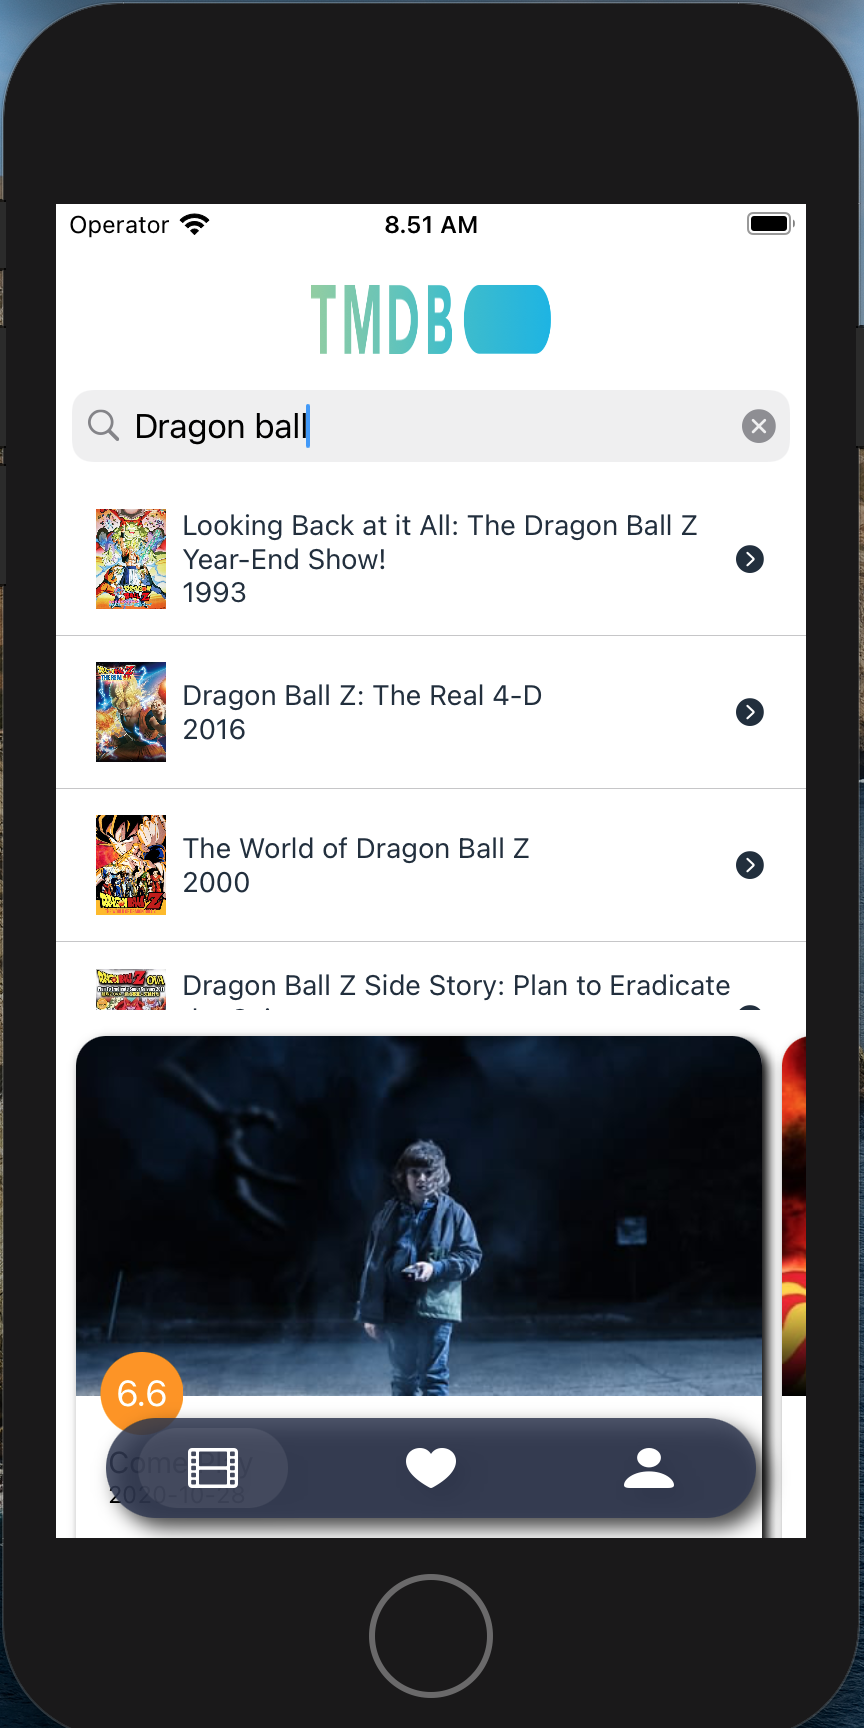 Operator
8.51 AM
TMDB
Dragon ball
Looking Back at it All: The Dragon Ball Z
Year-End Show!
1993
Dragon Ball Z: The Real 4-D
2016
The World of Dragon Ball Z
2000
Dragon Ball Z Side Story: Plan to Eradicate
6.6
Come Play
2020-10-28